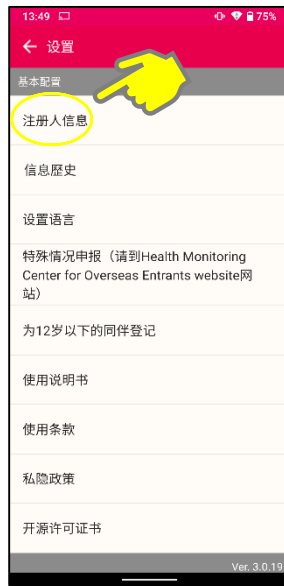 13:49 75%
← 设置
基本配置
注册人信息
信息歴史
设置语言
特殊情况申报（请到Health Monitoring
Center for Overseas Entrants website网
站）
为12岁以下的同伴登记
使用说明书
使用条款
私隐政策
开源许可证书
Ver. 3.0.19